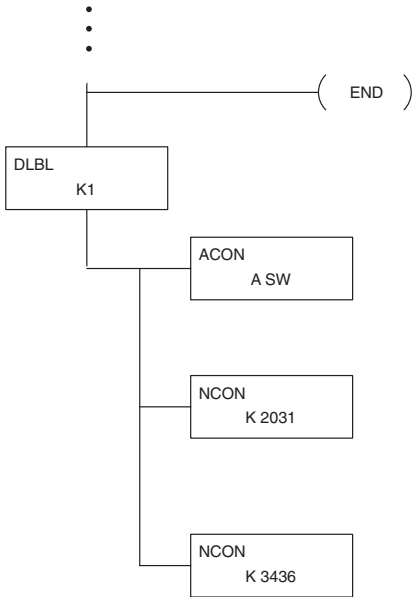 END
DLBL
K1
ACON
A SW
NCON
K 2031
NCON
K 3436